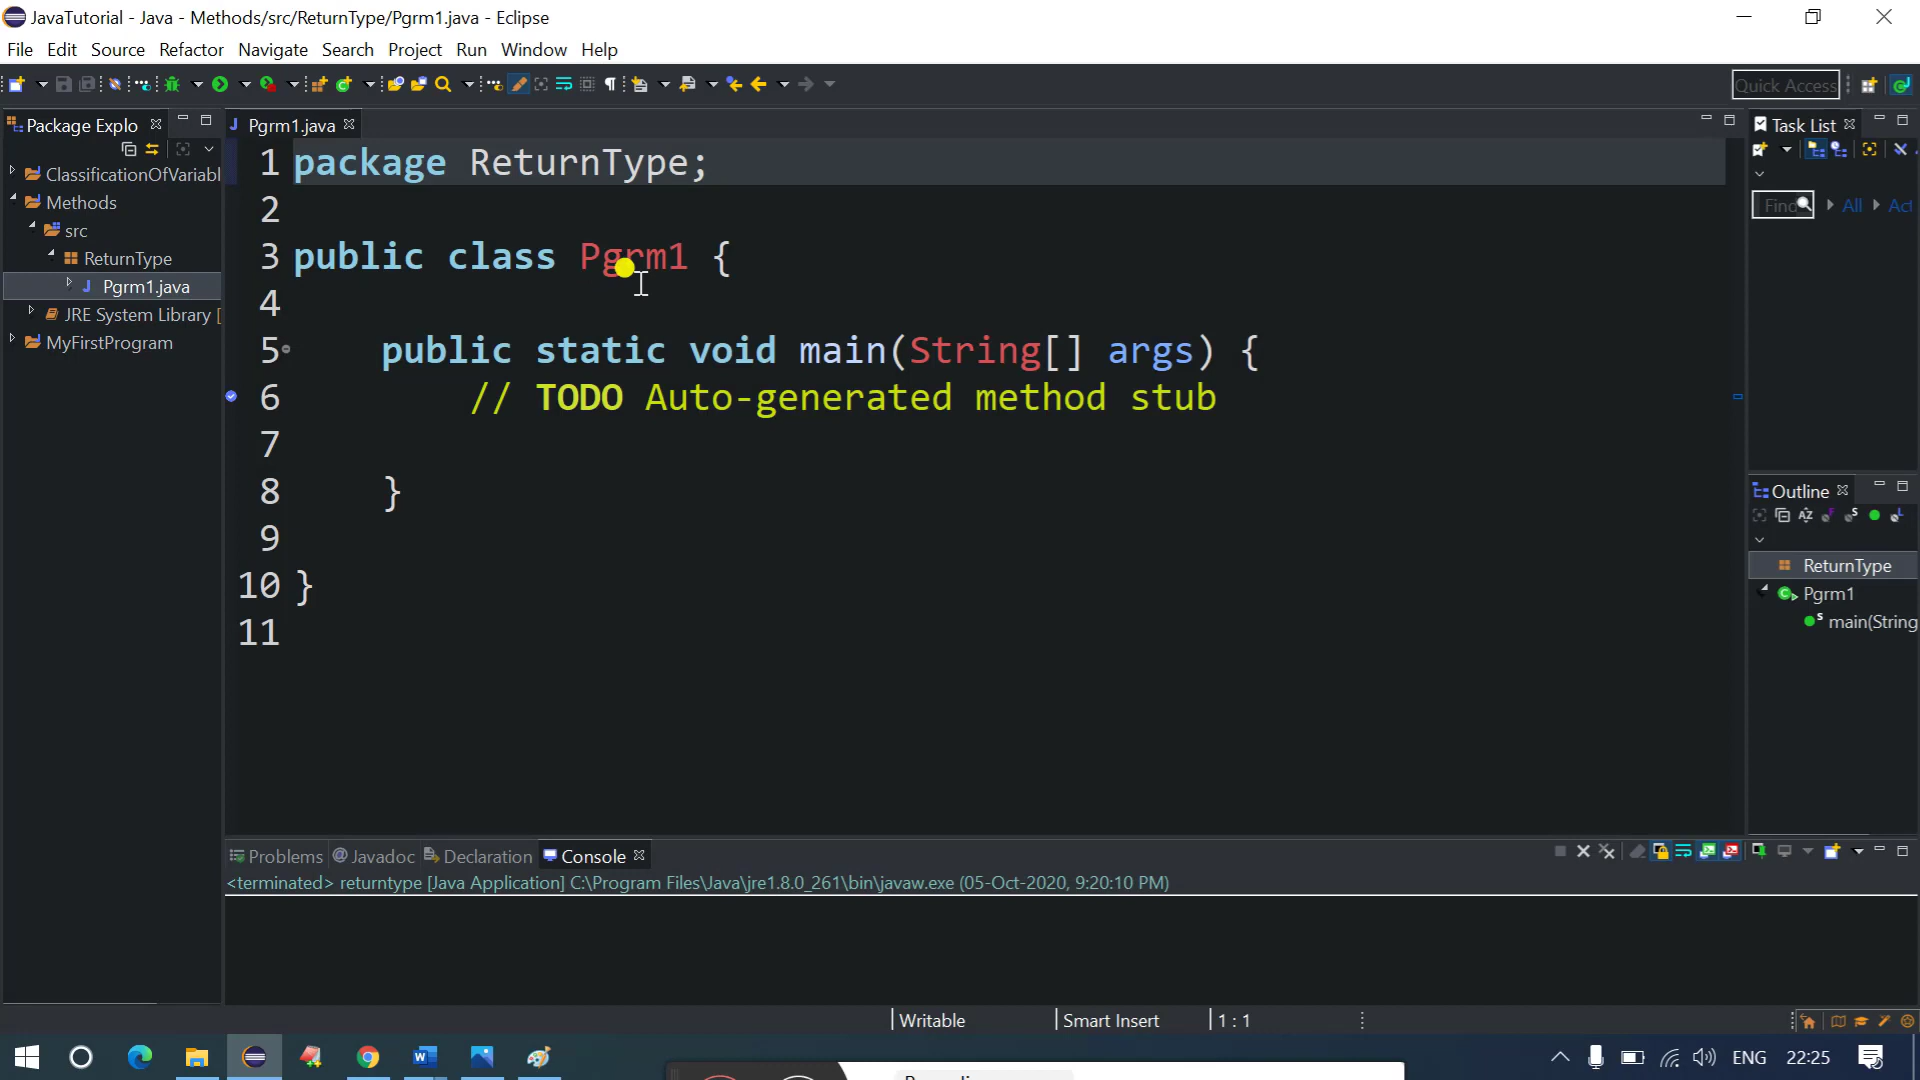 JavaTutorial - Java - Methods/src/ReturnType/Pgrm1.java - Eclipse
File Edit Source Refactor Navigate Search Project Run Window Help
Quick Access
Package Explo
ClassificationOfVariabl
Methods
src
ReturnType
Pgrm1.java
JRE System Library [
MyFirstProgram
Pgrm1.java
1 package ReturnType;
2
3 public class Pgrm1 {
4
5 public static void main(String[] args) {
6 // TODO Auto-generated method stub
7
8 }
9
10 }
11
Task List
Find All Act
Outline
ReturnType
Pgrm1
main(String
Problems @ Javadoc Declaration Console
<terminated> returntype [Java Application] C:\Program Files\Java\jre1.8.0_261\bin\javaw.exe (05-Oct-2020, 9:20:10 PM)
Writable Smart Insert 1 : 1
ENG 22:25